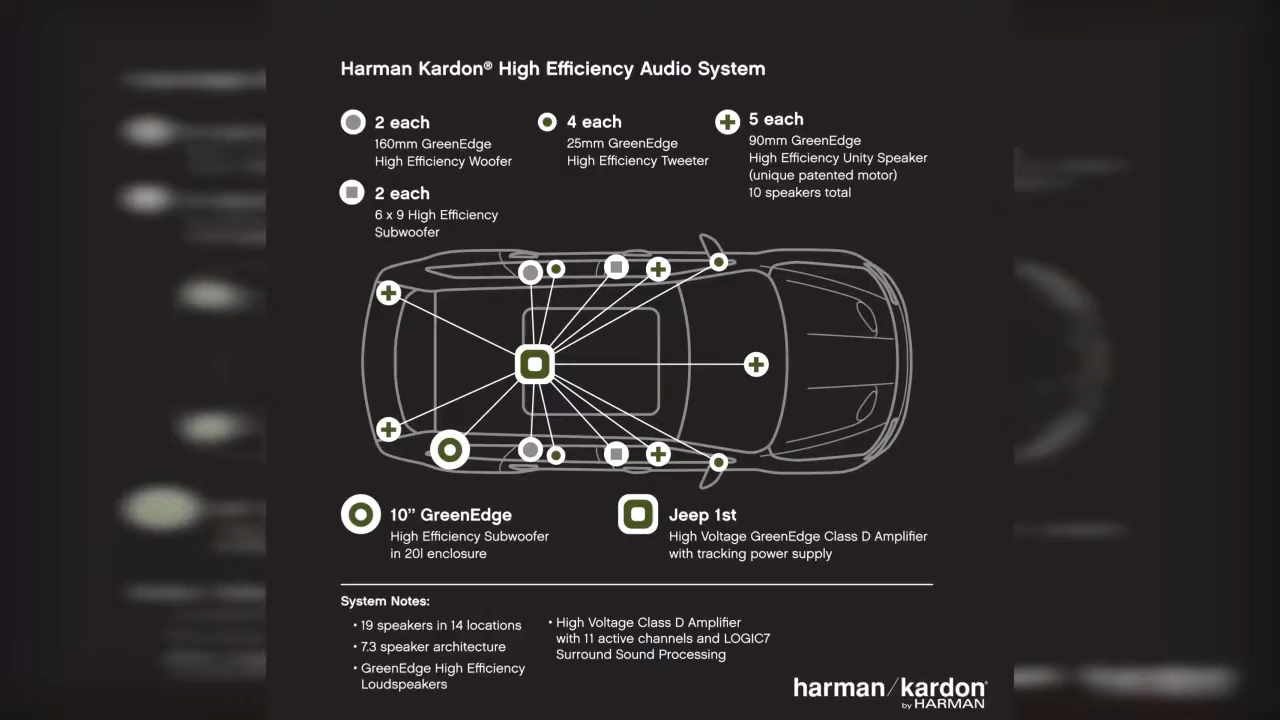 Harman Kardon® High Efficiency Audio System
2 each
160mm GreenEdge
High Efficiency Woofer
4 each
25mm GreenEdge
High Efficiency Tweeter
5 each
90mm GreenEdge
High Efficiency Unity Speaker
(unique patented motor)
10 speakers total
2 each
6 x 9 High Efficiency
Subwoofer
10” GreenEdge
High Efficiency Subwoofer
in 20l enclosure
Jeep 1st
High Voltage GreenEdge Class D Amplifier
with tracking power supply
System Notes:
• 19 speakers in 14 locations
• 7.3 speaker architecture
• GreenEdge High Efficiency
Loudspeakers
• High Voltage Class D Amplifier
with 11 active channels and LOGIC7
Surround Sound Processing
harman/kardon®
by HARMAN